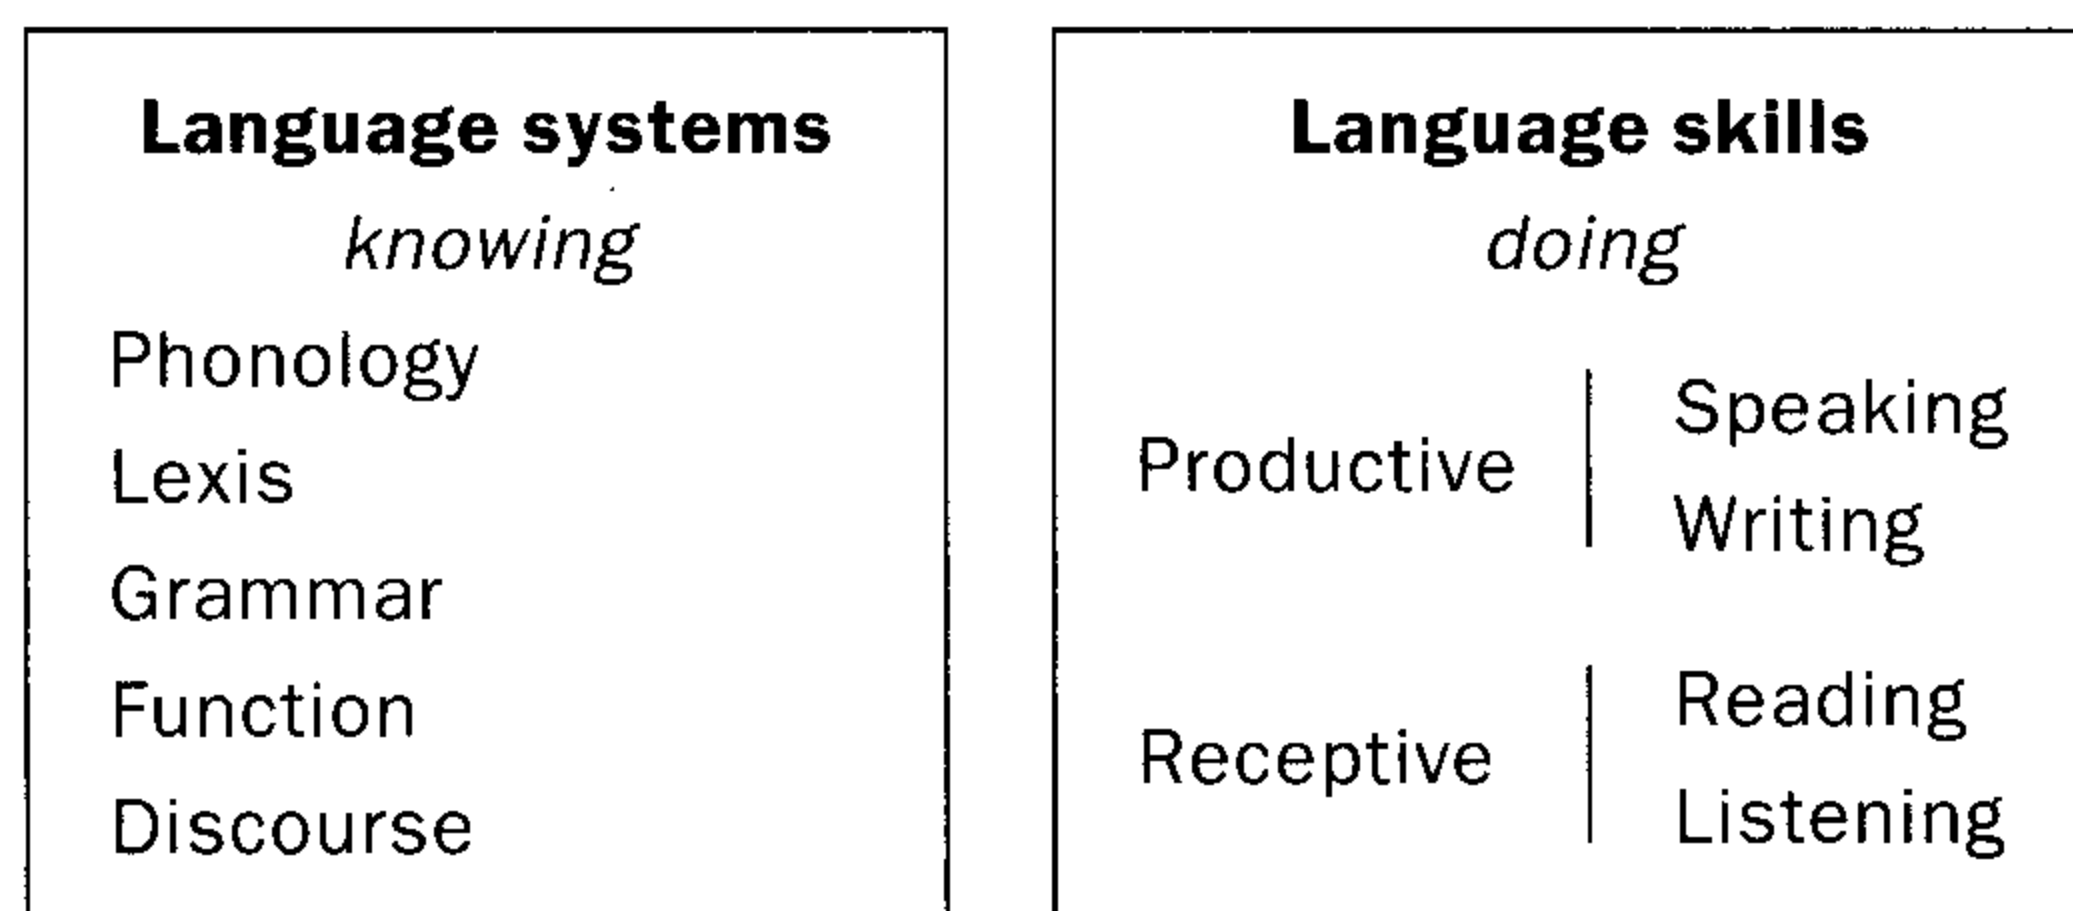 Language systems
knowing
Phonology
Lexis
Grammar
Function
Discourse
Language skills
doing
Productive
Speaking
Writing
Receptive
Reading
Listening